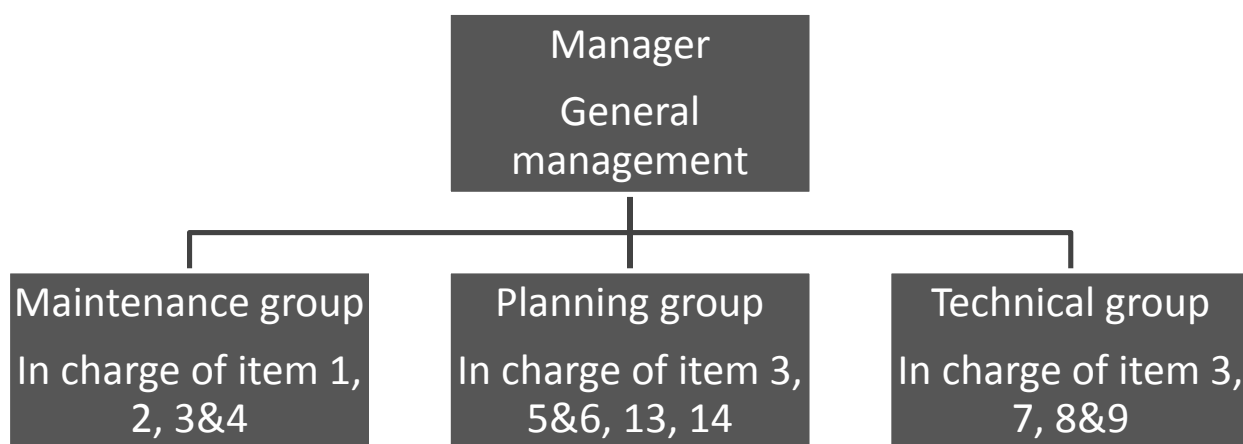 Manager
General
management
Maintenance group
In charge of item 1,
2, 3&4
Planning group
In charge of item 3,
5&6, 13, 14
Technical group
In charge of item 3,
7, 8&9